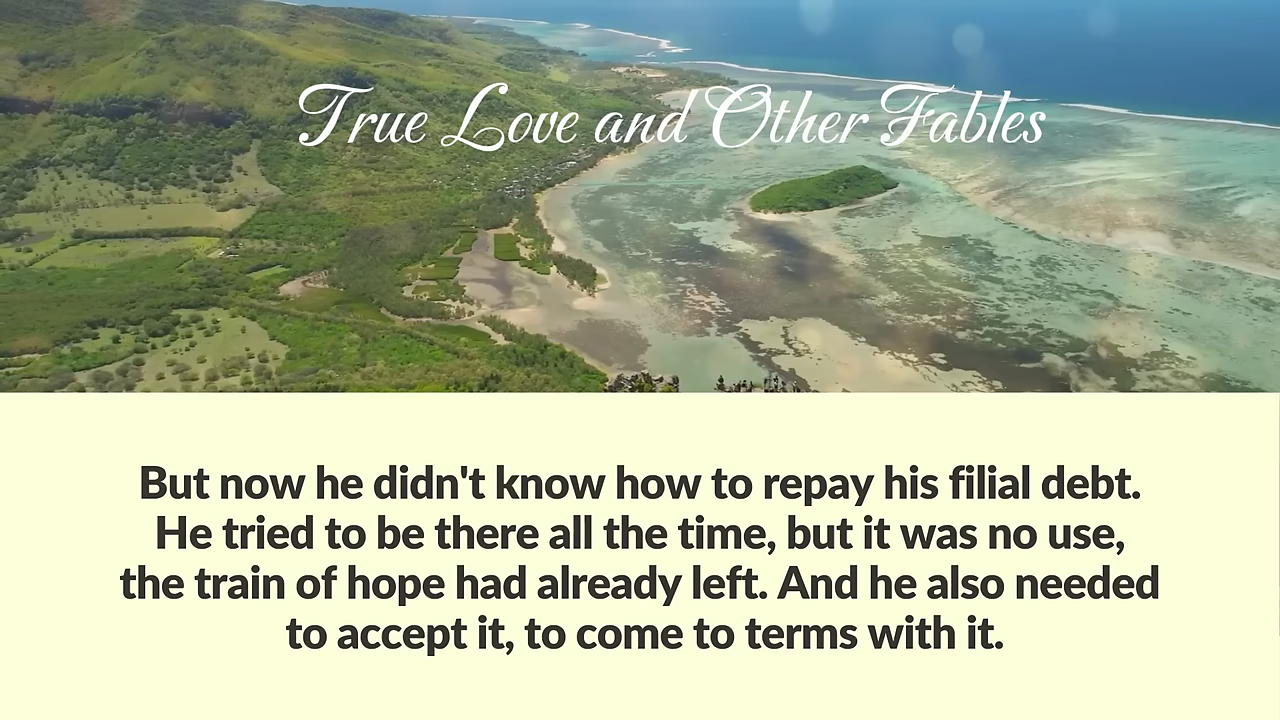 True Love and Other Fables
But now he didn't know how to repay his filial debt.
He tried to be there all the time, but it was no use,
the train of hope had already left. And he also needed
to accept it, to come to terms with it.